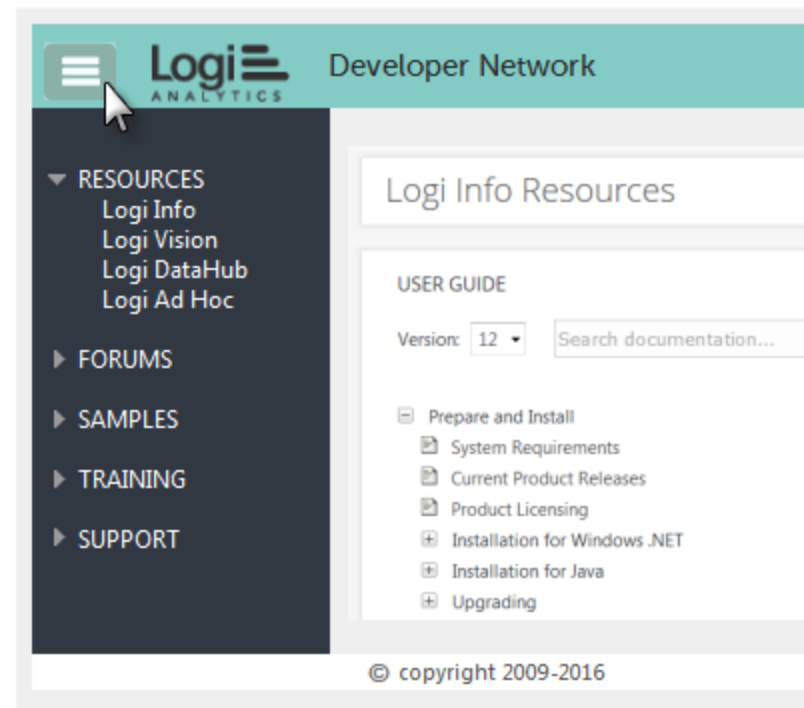 Logi
ANALYTICS
Developer Network
RESOURCES
Logi Info
Logi Vision
Logi DataHub
Logi Ad Hoc
FORUMS
SAMPLES
TRAINING
SUPPORT
Logi Info Resources
USER GUIDE
Version: 12 Search documentation...
Prepare and Install
System Requirements
Current Product Releases
Product Licensing
Installation for Windows .NET
Installation for Java
Upgrading
© copyright 2009-2016